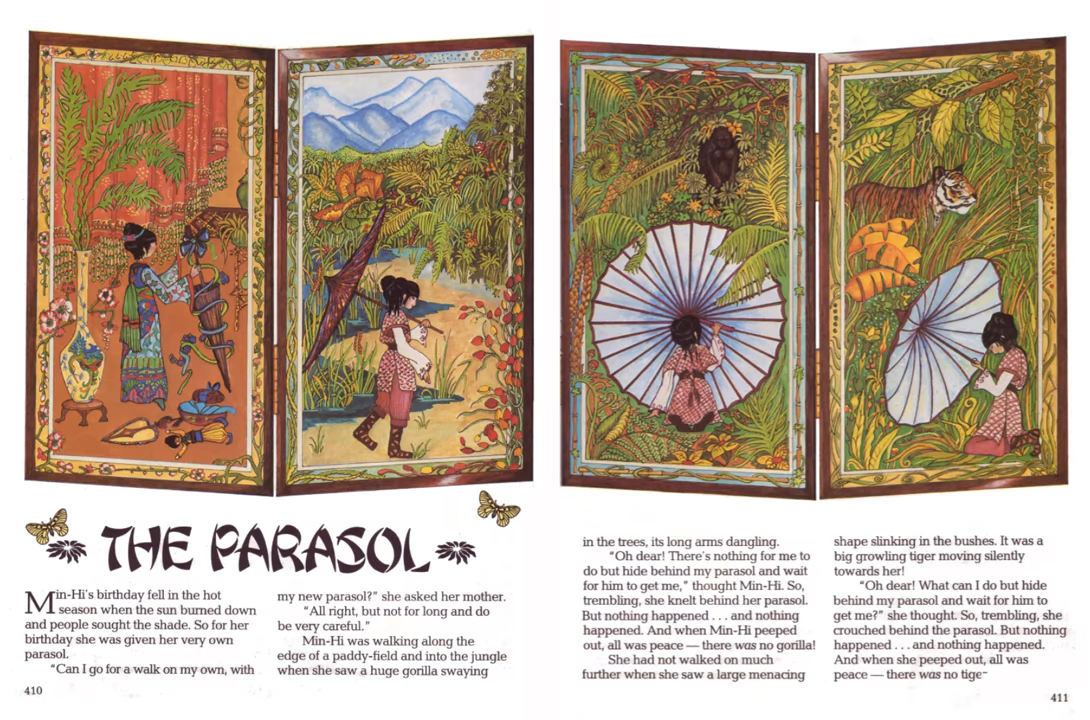 THE PARASOL
Min-Hi's birthday fell in the hot
season when the sun burned down
and people sought the shade. So for her
birthday she was given her very own
parasol.
"Can I go for a walk on my own, with
my new parasol?" she asked her mother.
"All right, but not for long and do
be very careful."
Min-Hi was walking along the
edge of a paddy-field and into the jungle
when she saw a huge gorilla swaying
410
in the trees, its long arms dangling.
"Oh dear! There's nothing for me to
do but hide behind my parasol and wait
for him to get me," thought Min-Hi. So,
trembling, she knelt behind her parasol.
But nothing happened . . . and nothing
happened. And when Min-Hi peeped
out, all was peace — there was no gorilla!
She had not walked on much
further when she saw a large menacing
shape slinking in the bushes. It was a
big growling tiger moving silently
towards her!
"Oh dear! What can I do but hide
behind my parasol and wait for him to
get me?" she thought. So, trembling, she
crouched behind the parasol. But nothing
happened . . . and nothing happened.
And when she peeped out, all was
peace — there was no tige
411